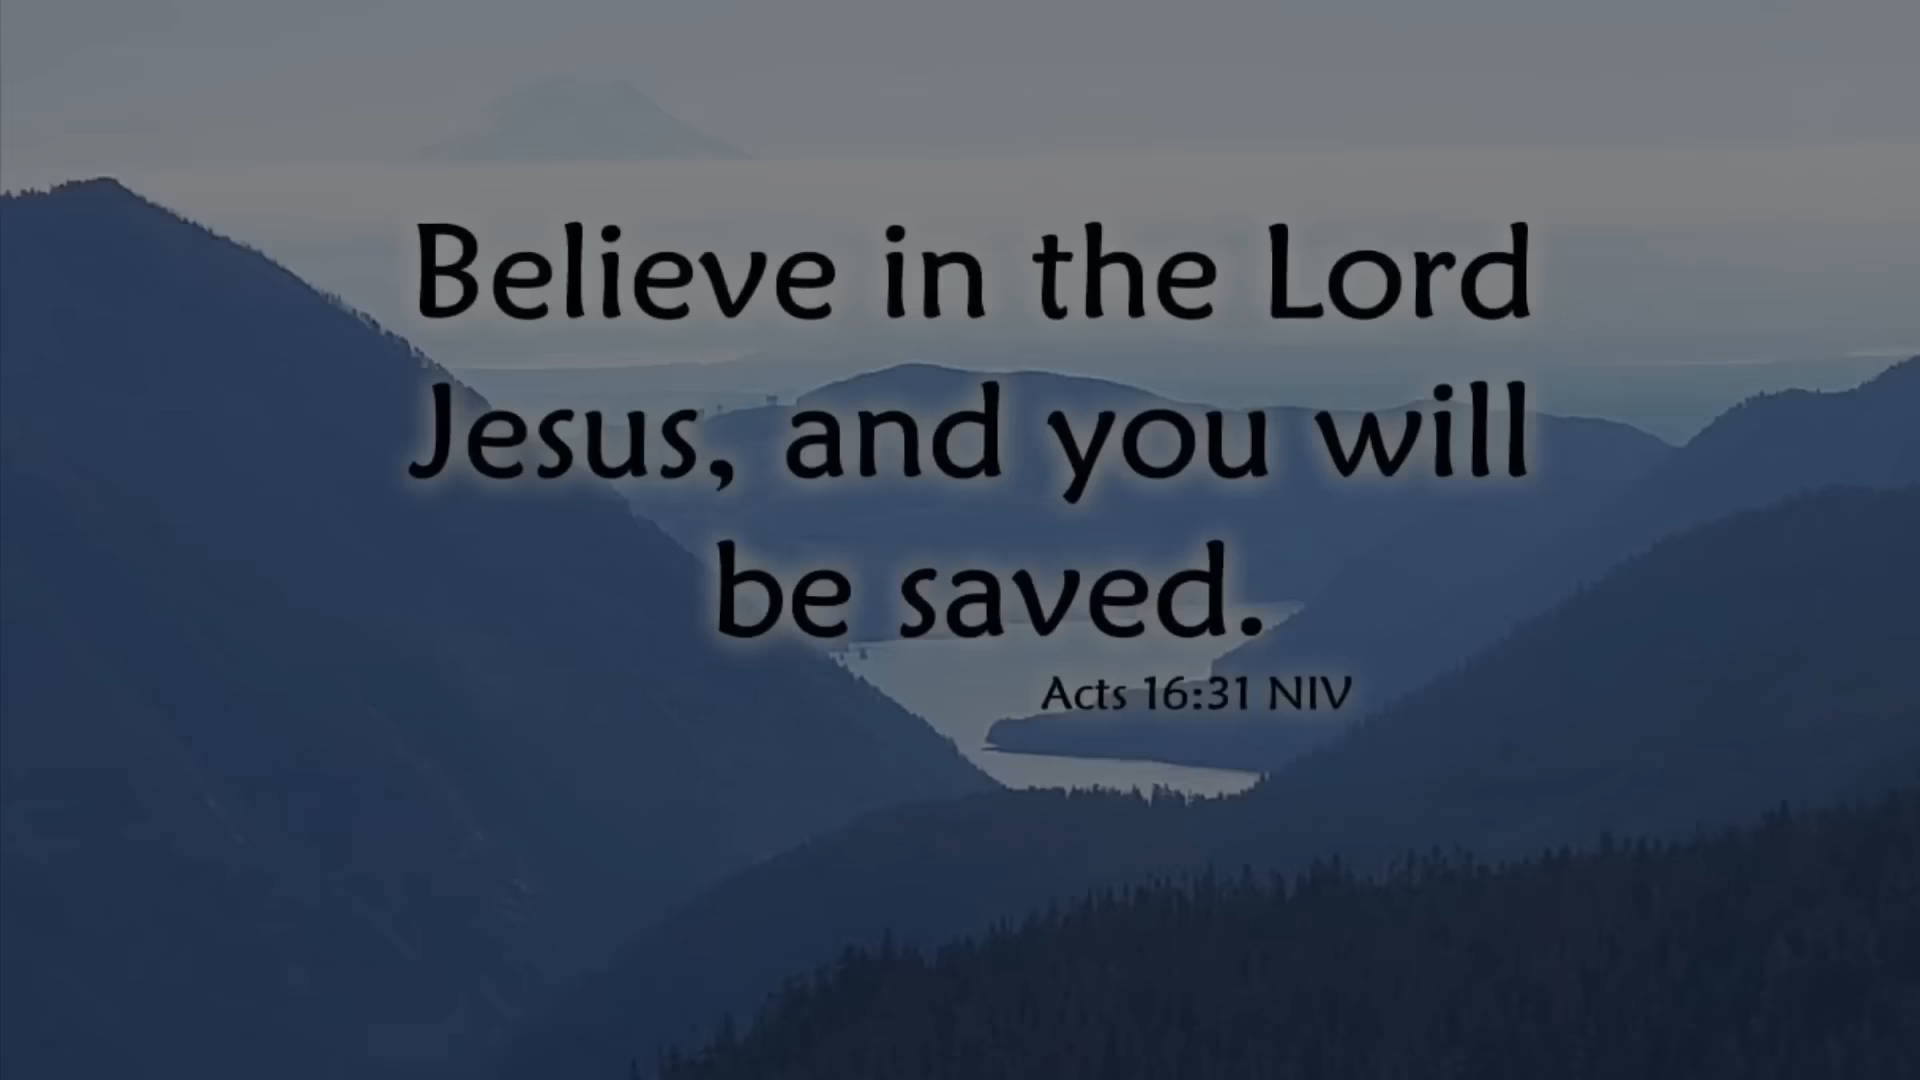 Believe in the Lord
Jesus, and you will
be saved.
Acts 16:31 NIV